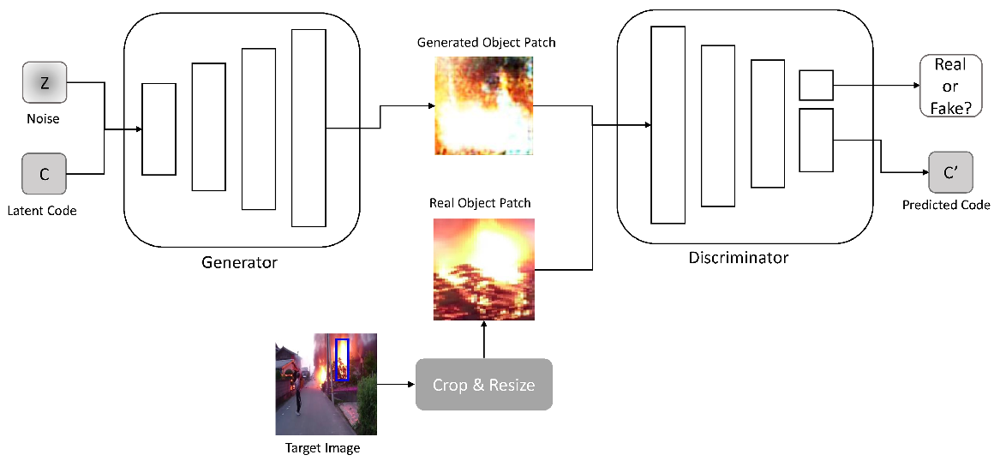 Z
Noise
C
Latent Code
Generator
Generated Object Patch
Real Object Patch
Target Image
Crop & Resize
Discriminator
Real
or
Fake?
C’
Predicted Code